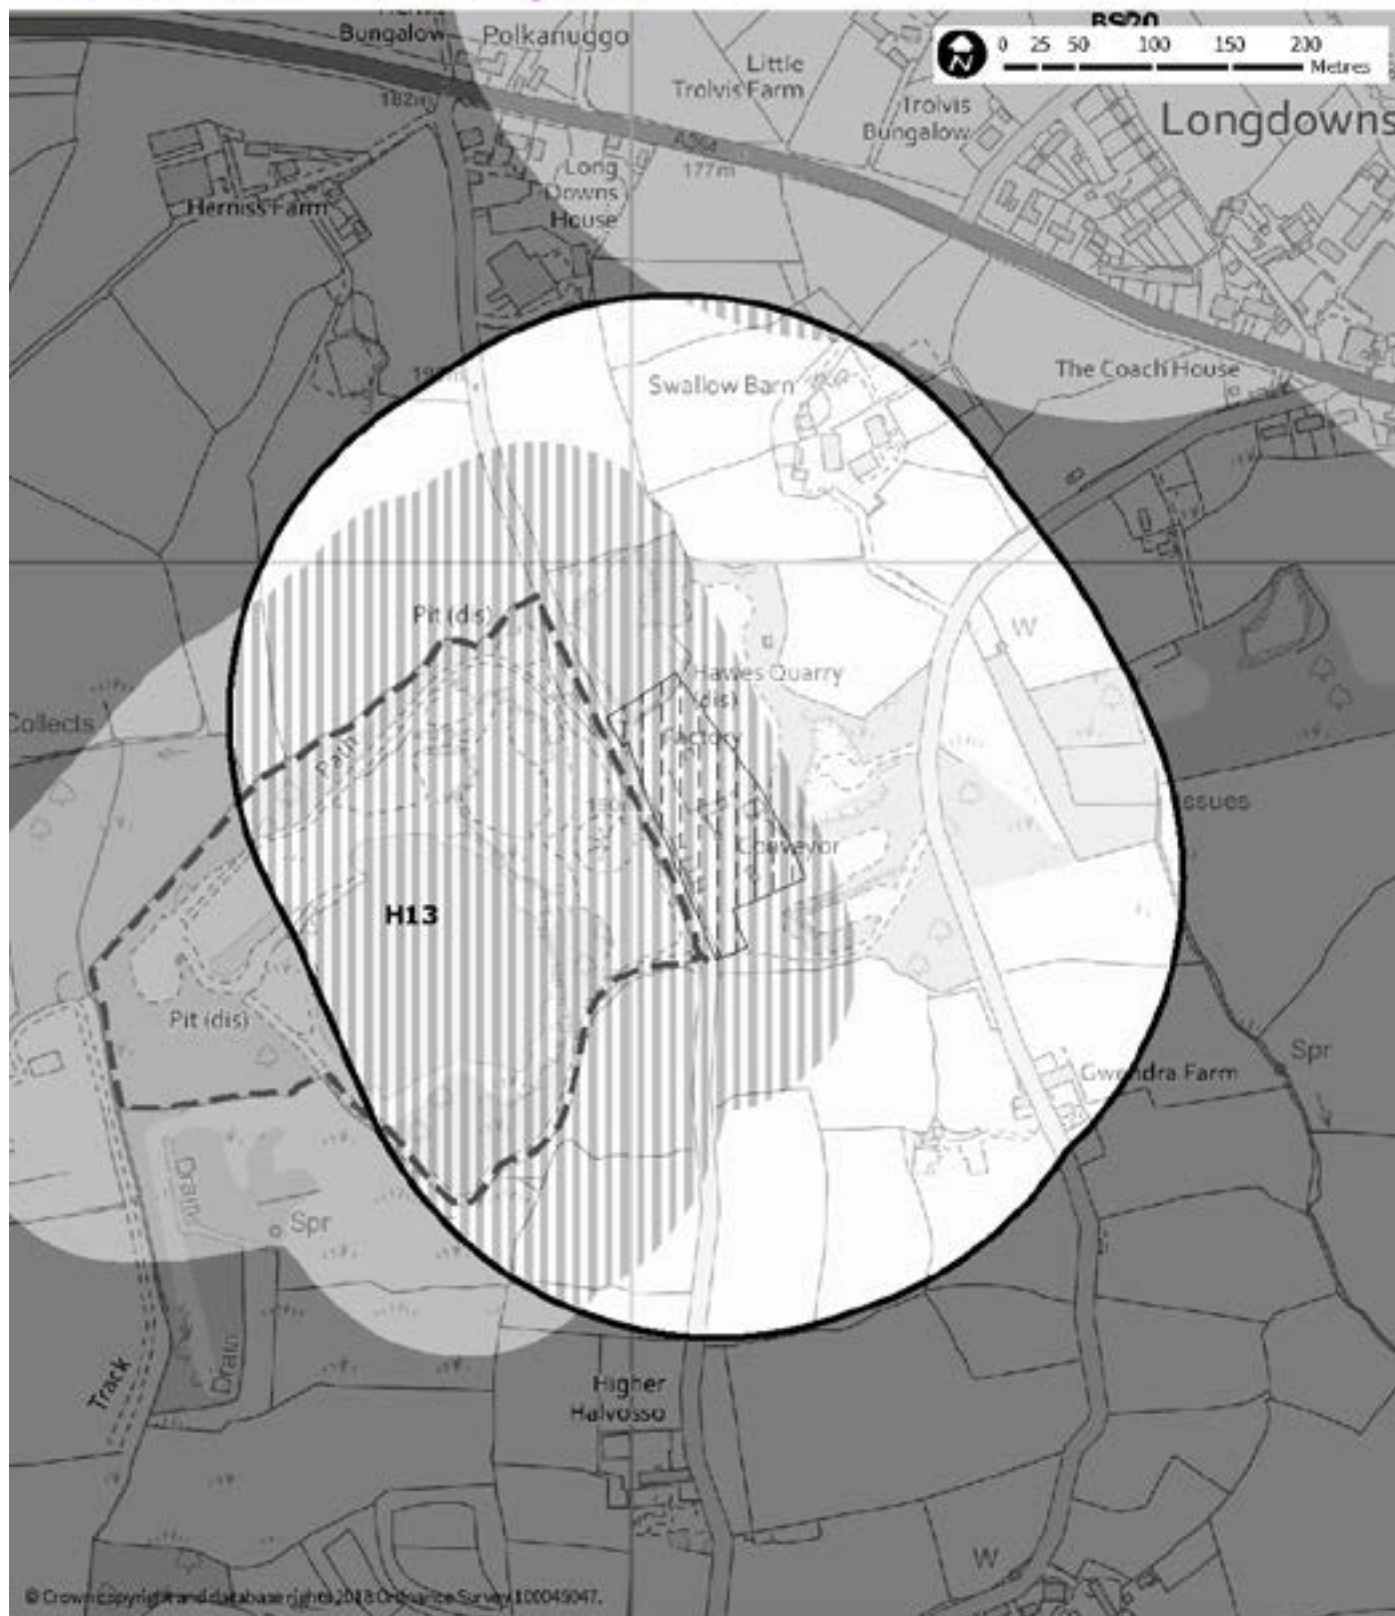 Bungalow
Polkanuggo
BS20
0 25 50 100 150 200
Metres
N
Little
Trolvis Farm
Trolvis
Bungalow
Longdowns
182m
A394
177m
Long
Downs
House
Herniss Farm
The Coach House
Swallow Barn
Pit (dis)
W
Hawes Quarry
(dis)
Collects
Path
Factory
Issues
Conveyor
H13
Pit (dis)
Spr
Gwendra Farm
Drain
Spr
Drain
Track
Higher
Halvosso
W
© Crown copyright and database rights 2018 Ordnance Survey 100049047.